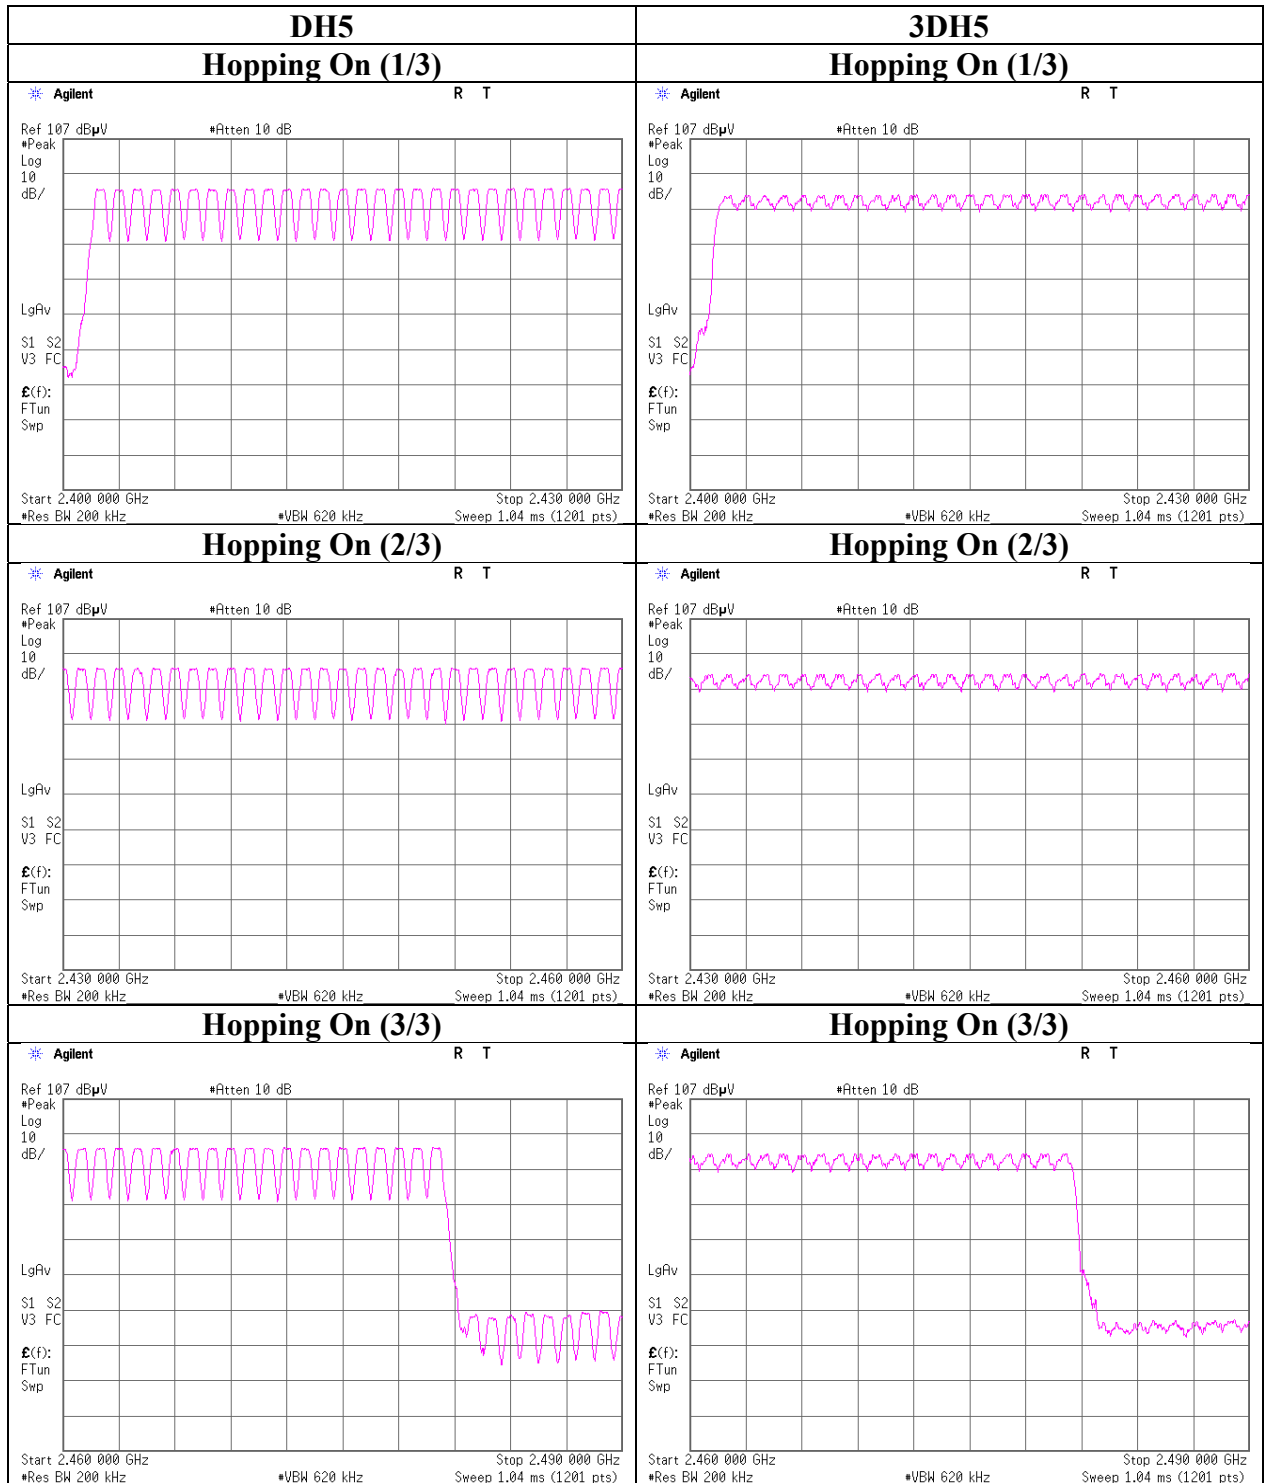 DH5
3DH5
Hopping On (1/3)
Hopping On (1/3)
Agilent
R T
Ref 107 dBµV
#Atten 10 dB
#Peak
Log
10
dB/
LgAv
S1 S2
V3 FC
£(f):
FTun
Swp
Start 2.400 000 GHz
Stop 2.430 000 GHz
#Res BW 200 kHz
#VBW 620 kHz
Sweep 1.04 ms (1201 pts)
Agilent
R T
Ref 107 dBµV
#Atten 10 dB
#Peak
Log
10
dB/
LgAv
S1 S2
V3 FC
£(f):
FTun
Swp
Start 2.400 000 GHz
Stop 2.430 000 GHz
#Res BW 200 kHz
#VBW 620 kHz
Sweep 1.04 ms (1201 pts)
Hopping On (2/3)
Hopping On (2/3)
Agilent
R T
Ref 107 dBµV
#Atten 10 dB
#Peak
Log
10
dB/
LgAv
S1 S2
V3 FC
£(f):
FTun
Swp
Start 2.430 000 GHz
Stop 2.460 000 GHz
#Res BW 200 kHz
#VBW 620 kHz
Sweep 1.04 ms (1201 pts)
Agilent
R T
Ref 107 dBµV
#Atten 10 dB
#Peak
Log
10
dB/
LgAv
S1 S2
V3 FC
£(f):
FTun
Swp
Start 2.430 000 GHz
Stop 2.460 000 GHz
#Res BW 200 kHz
#VBW 620 kHz
Sweep 1.04 ms (1201 pts)
Hopping On (3/3)
Hopping On (3/3)
Agilent
R T
Ref 107 dBµV
#Atten 10 dB
#Peak
Log
10
dB/
LgAv
S1 S2
V3 FC
£(f):
FTun
Swp
Start 2.460 000 GHz
Stop 2.490 000 GHz
#Res BW 200 kHz
#VBW 620 kHz
Sweep 1.04 ms (1201 pts)
Agilent
R T
Ref 107 dBµV
#Atten 10 dB
#Peak
Log
10
dB/
LgAv
S1 S2
V3 FC
£(f):
FTun
Swp
Start 2.460 000 GHz
Stop 2.490 000 GHz
#Res BW 200 kHz
#VBW 620 kHz
Sweep 1.04 ms (1201 pts)